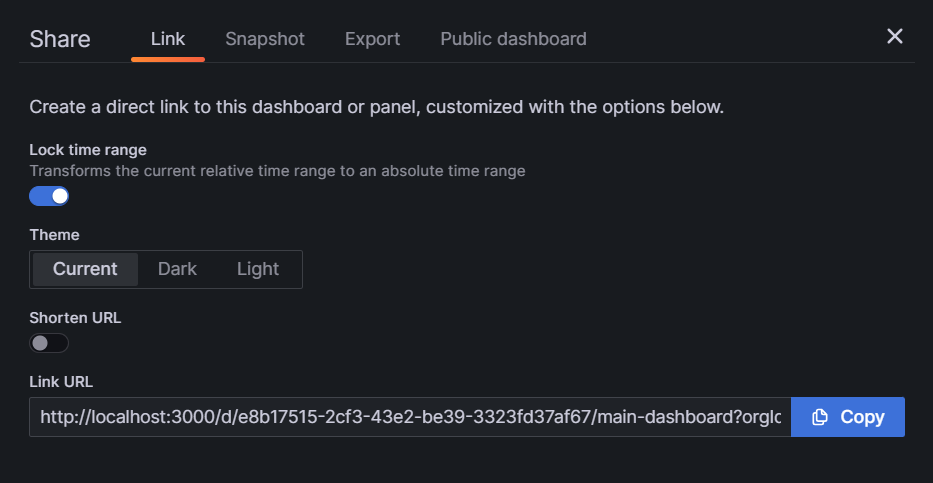 Share Link Snapshot Export Public dashboard
Create a direct link to this dashboard or panel, customized with the options below.
Lock time range
Transforms the current relative time range to an absolute time range
Theme
Current Dark Light
Shorten URL
Link URL
http://localhost:3000/d/e8b17515-2cf3-43e2-be39-3323fd37af67/main-dashboard?orgI Copy